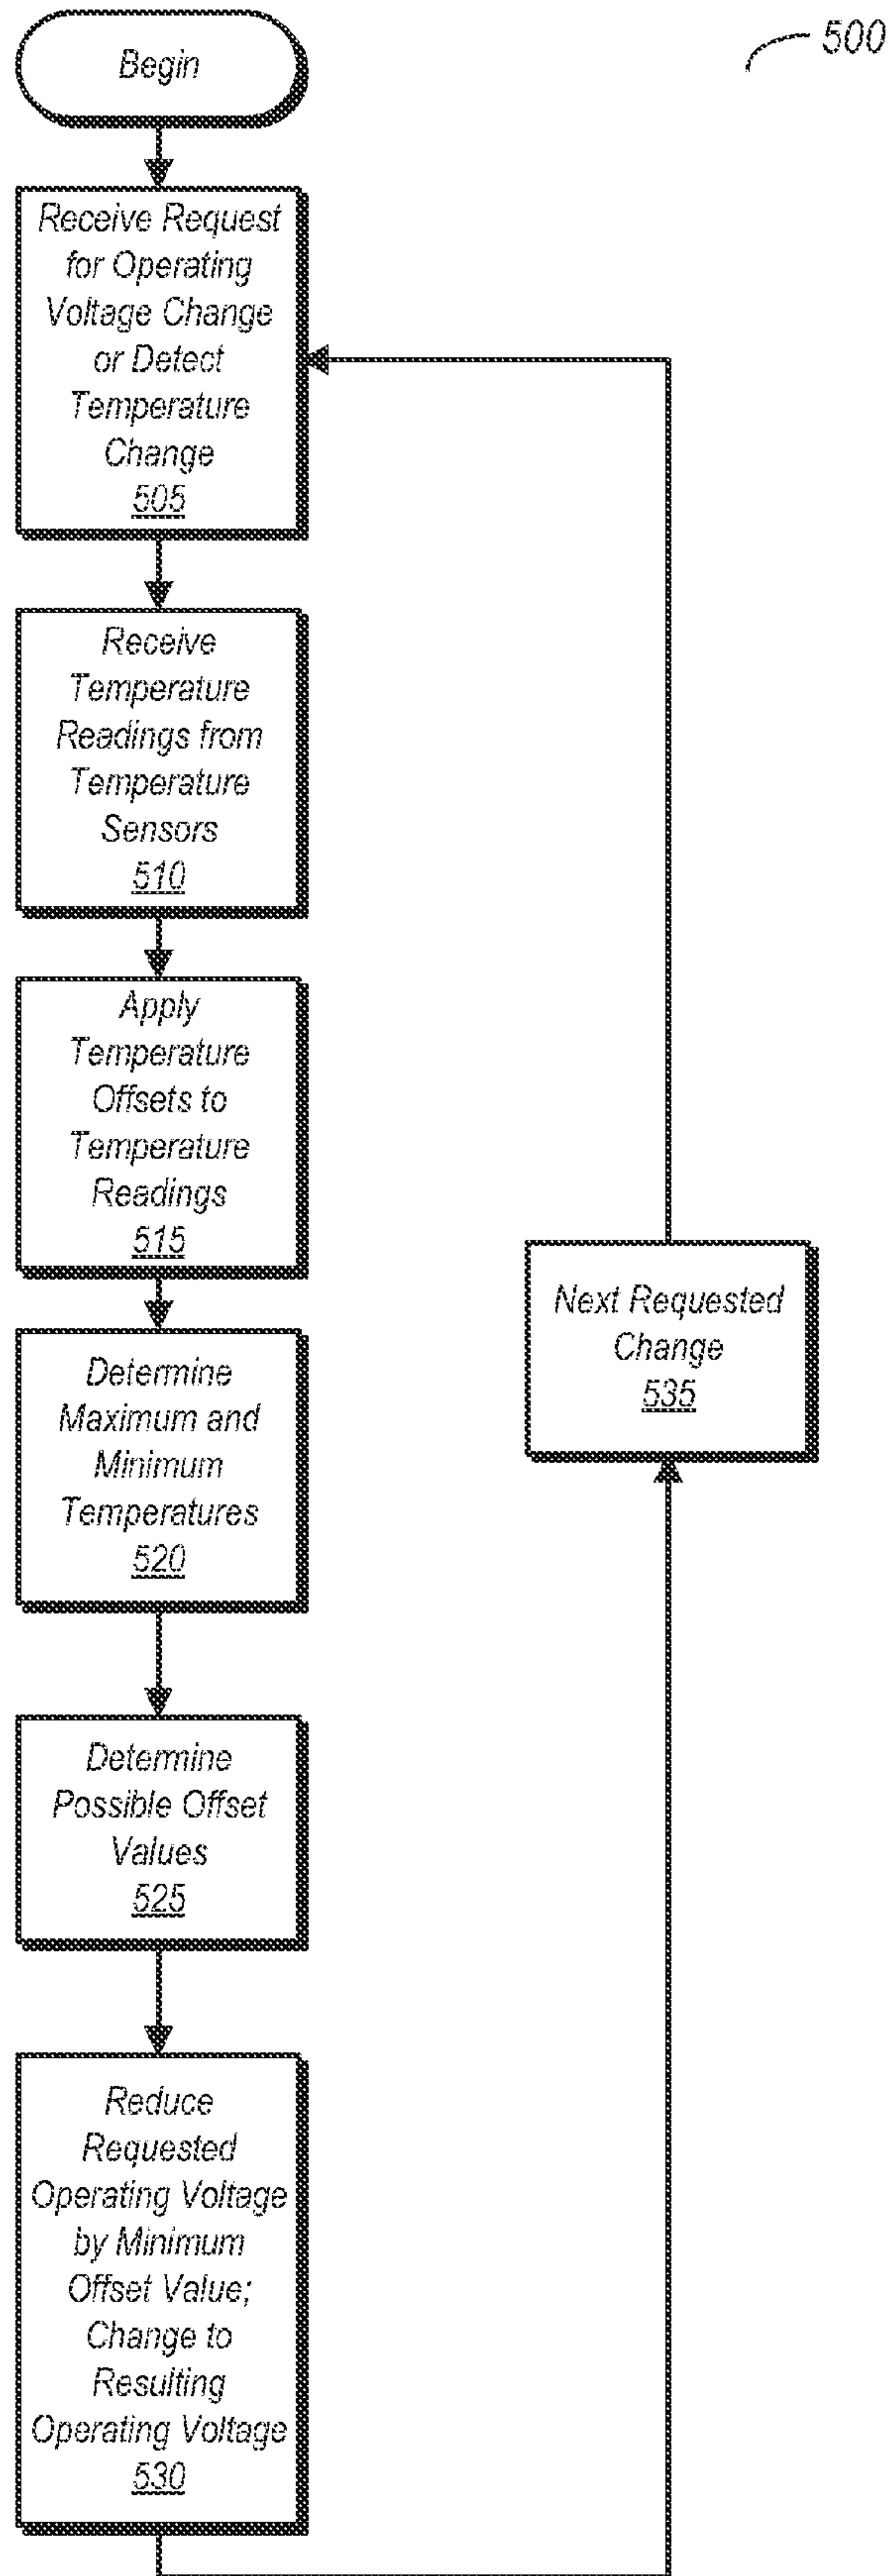 Begin
500
Receive Request
for Operating
Voltage Change
or Detect
Temperature
Change
505
Receive
Temperature
Readings from
Temperature
Sensors
510
Apply
Temperature
Offsets to
Temperature
Readings
515
Next Requested
Change
535
Determine
Maximum and
Minimum
Temperatures
520
Determine
Possible Offset
Values
525
Reduce
Requested
Operating Voltage
by Minimum
Offset Value;
Change to
Resulting
Operating Voltage
530